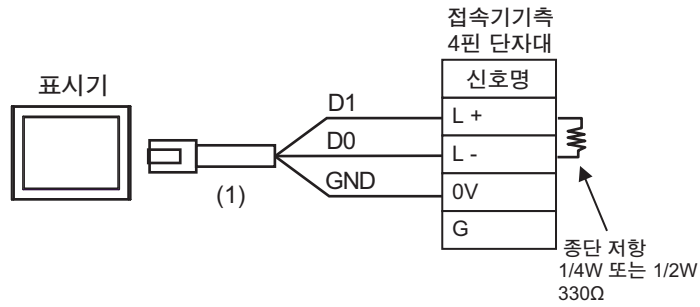 접속기기측
4핀 단자대
표시기
신호명
D1
L +
D0
L -
(1)
GND
0V
G
종단 저항
1/4W 또는 1/2W
330Ω